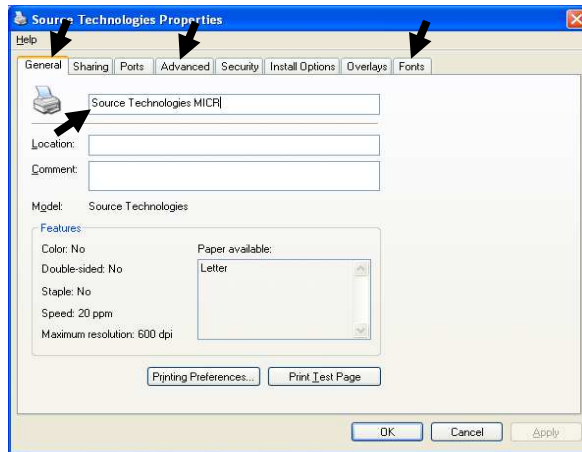 Source Technologies Properties
Help
General Sharing Ports Advanced Security Install Options Overlays Fonts
Source Technologies MICR
Location:
Comment:
Model: Source Technologies
Features
Color: No Paper available:
Double-sided: No Letter
Staple: No
Speed: 20 ppm
Maximum resolution: 600 dpi
Printing Preferences... Print Test Page
OK Cancel Apply